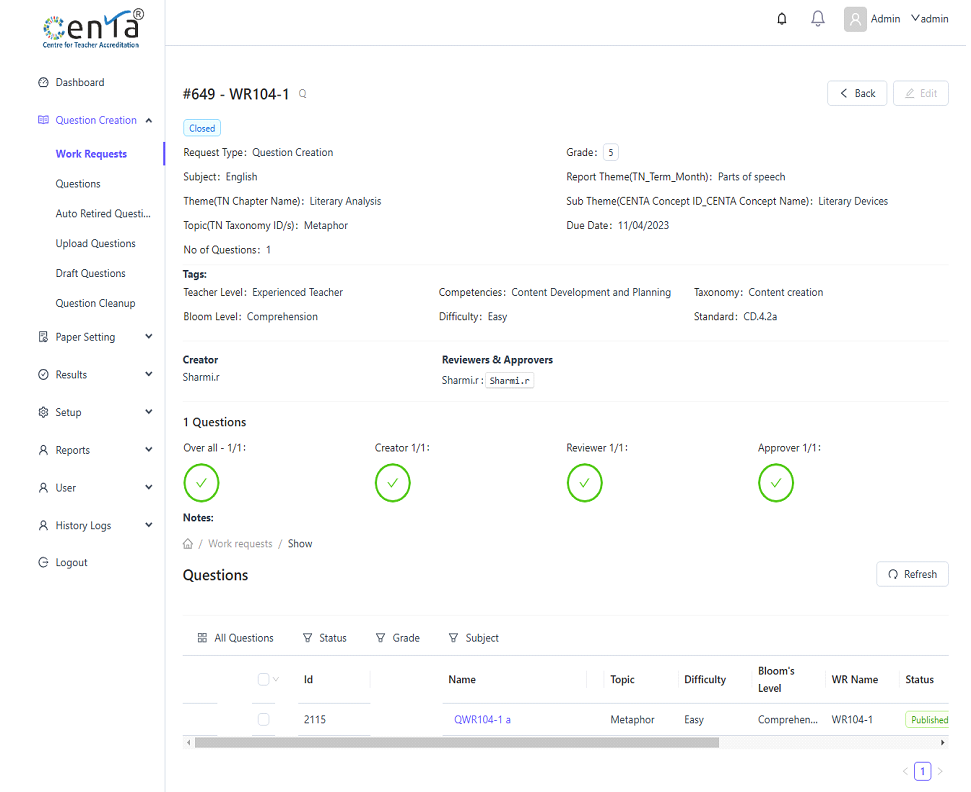 CENTA®
Centre for Teacher Accreditation
Admin
admin
Dashboard
Question Creation
Work Requests
Questions
Auto Retired Questi...
Upload Questions
Draft Questions
Question Cleanup
Paper Setting
Results
Setup
Reports
User
History Logs
Logout
#649 - WR104-1
Back
Edit
Closed
Request Type: Question Creation
Grade: 5
Subject: English
Report Theme(TN_Term_Month): Parts of speech
Theme(TN Chapter Name): Literary Analysis
Sub Theme(CENTA Concept ID_CENTA Concept Name): Literary Devices
Topic(TN Taxonomy ID/s): Metaphor
Due Date: 11/04/2023
No of Questions: 1
Tags:
Teacher Level: Experienced Teacher
Competencies: Content Development and Planning
Taxonomy: Content creation
Bloom Level: Comprehension
Difficulty: Easy
Standard: CD.4.2a
Creator
Reviewers & Approvers
Sharmi.r
Sharmi.r : Sharmi.r
1 Questions
Over all - 1/1:
Creator 1/1:
Reviewer 1/1:
Approver 1/1:
Notes:
/ Work requests / Show
Questions
Refresh
All Questions
Status
Grade
Subject
Id
Name
Topic
Difficulty
Bloom's
Level
WR Name
Status
2115
QWR104-1 a
Metaphor
Easy
Comprehen...
WR104-1
Published
1